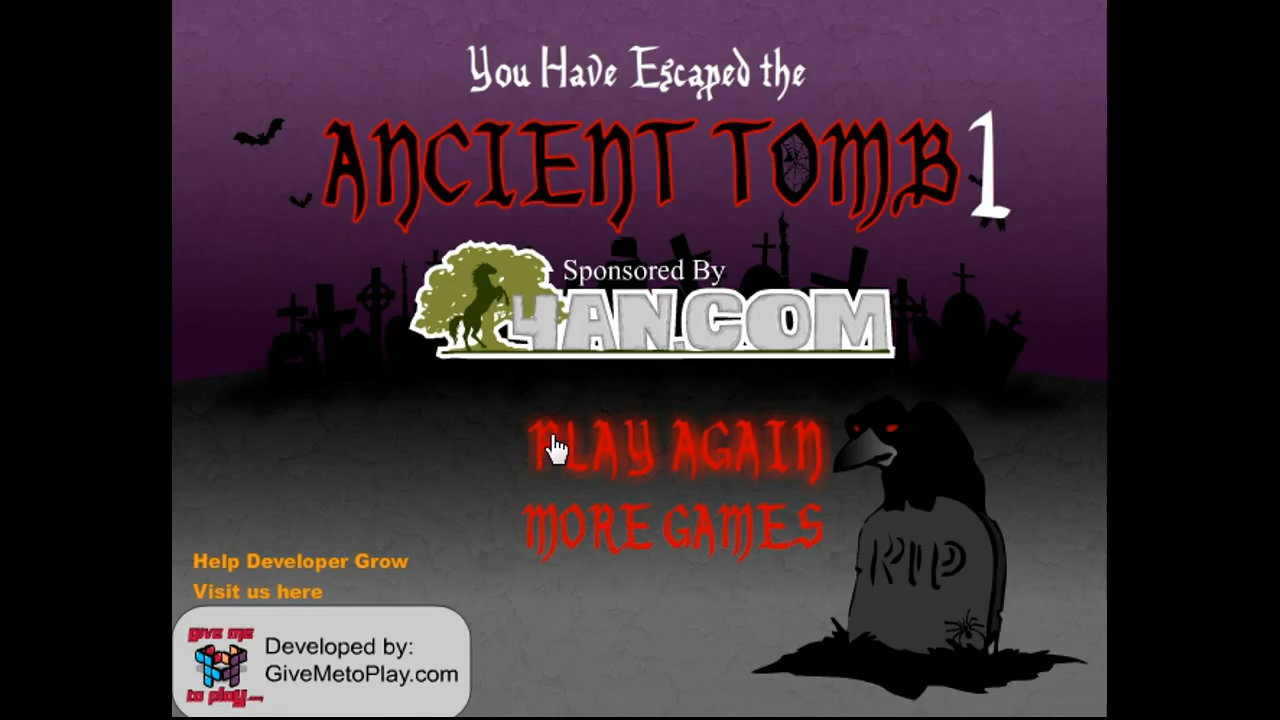 You Have Escaped the
ANCIENT TOMB 1
Sponsored By
4AN.COM
PLAY AGAIN
MORE GAMES
RIP
Help Developer Grow
Visit us here
give me
to play...
Developed by:
GiveMetoPlay.com